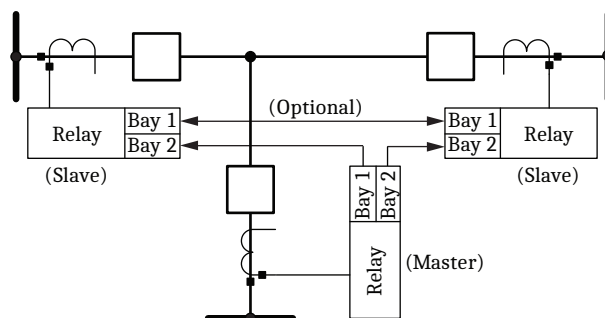 Relay
Bay 1
Bay 2
(Slave)
(Optional)
Bay 1
Bay 2
Relay
(Slave)
Bay 1
Bay 2
Relay
(Master)